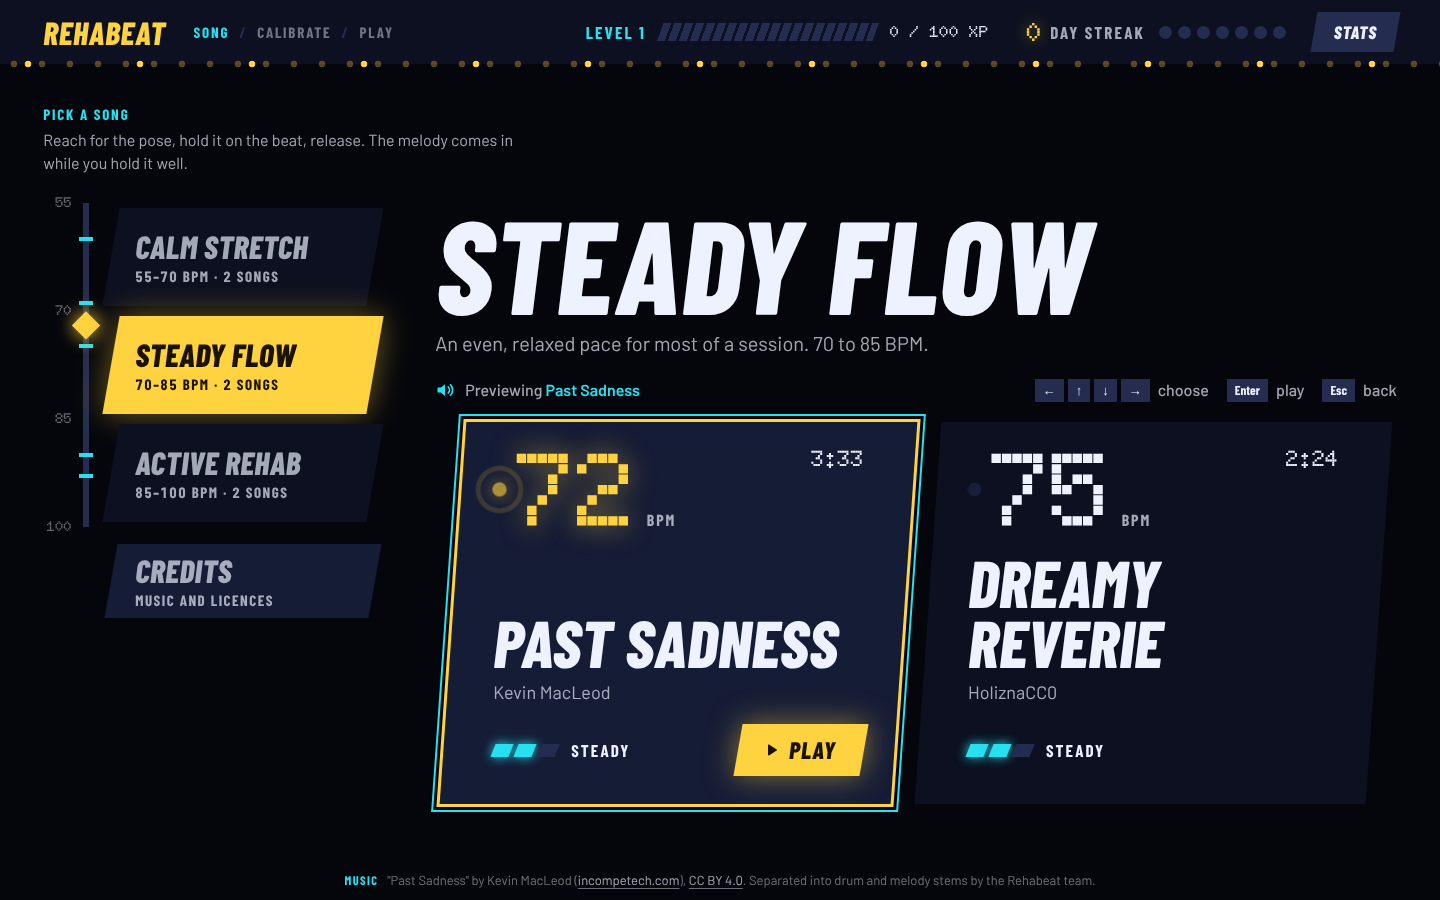 REHABEAT
SONG / CALIBRATE / PLAY
LEVEL 1
0 / 100 XP
0 DAY STREAK
STATS
PICK A SONG
Reach for the pose, hold it on the beat, release. The melody comes in
while you hold it well.
55
70
85
100
CALM STRETCH
55-70 BPM · 2 SONGS
STEADY FLOW
70-85 BPM · 2 SONGS
ACTIVE REHAB
85-100 BPM · 2 SONGS
CREDITS
MUSIC AND LICENCES
STEADY FLOW
An even, relaxed pace for most of a session. 70 to 85 BPM.
Previewing Past Sadness
← ↑ ↓ → choose Enter play Esc back
72 BPM
3:33
PAST SADNESS
Kevin MacLeod
STEADY
PLAY
75 BPM
2:24
DREAMY
REVERIE
HoliznaCC0
STEADY
MUSIC "Past Sadness" by Kevin MacLeod (incompetech.com), CC BY 4.0. Separated into drum and melody stems by the Rehabeat team.